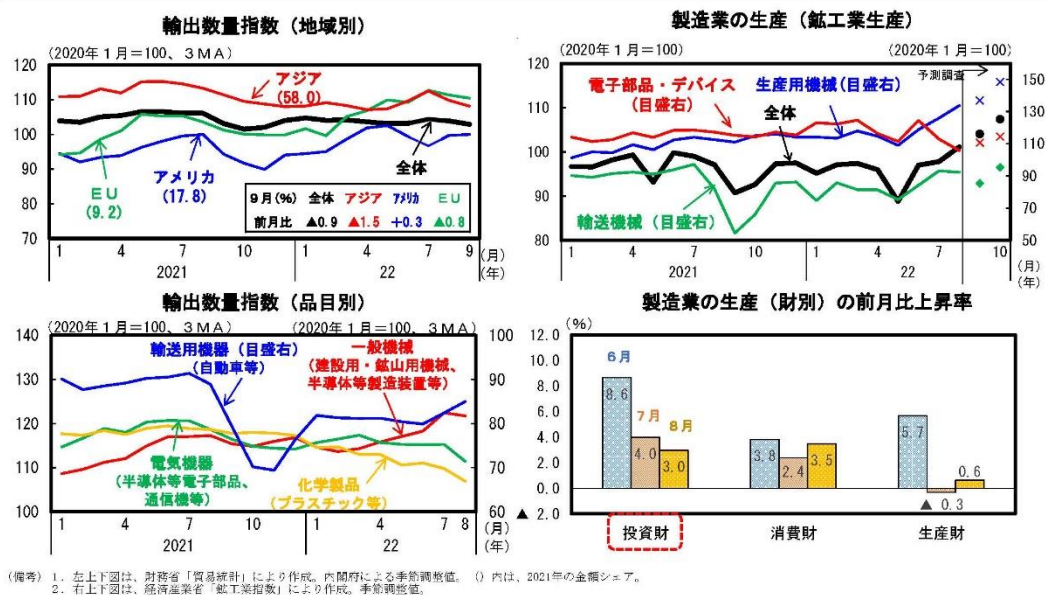 輸出数量指数（地域別）
（2020年１月＝100、３MA）
120
110
100
90
80
70
アジア
(58.0)
全体
アメリカ
(17.8)
ＥＵ
(9.2)
９月(%) 全体 アジア ｱﾒﾘｶ ＥＵ
前月比 ▲0.9 ▲1.5 ＋0.3 ▲0.8
1 4 7 10 1 4 7 9 (月)
2021 22 (年)
製造業の生産（鉱工業生産）
（2020年１月＝100） （2020年１月＝100）
予測調査
120
110
100
90
80
150
130
110
90
70
50
電子部品・デバイス
（目盛右）
生産用機械（目盛右）
全体
輸送機械（目盛右）
1 4 7 10 1 4 7 10 (月)
2021 22 (年)
輸出数量指数（品目別）
（2020年１月＝100、３MA） （2020年１月＝100、３MA）
140
130
120
110
100
100
90
80
70
60
輸送用機器（目盛右）
（自動車等）
一般機械
（建設用・鉱山用機械、
半導体等製造装置等）
電気機器
（半導体等電子部品、
通信機等）
化学製品
（プラスチック等）
1 4 7 10 1 4 7 8 (月)
2021 22 (年)
製造業の生産（財別）の前月比上昇率
（％）
12.0
10.0
8.0
6.0
4.0
2.0
0.0
▲ 2.0
６月
７月
８月
8.6
4.0
3.0
3.8
2.4
3.5
5.7
▲ 0.3
0.6
投資財 消費財 生産財
（備考）１．左上下図は、財務省「貿易統計」により作成。内閣府による季節調整値。（）内は、2021年の金額シェア。
２．右上下図は、経済産業省「鉱工業指数」により作成。季節調整値。